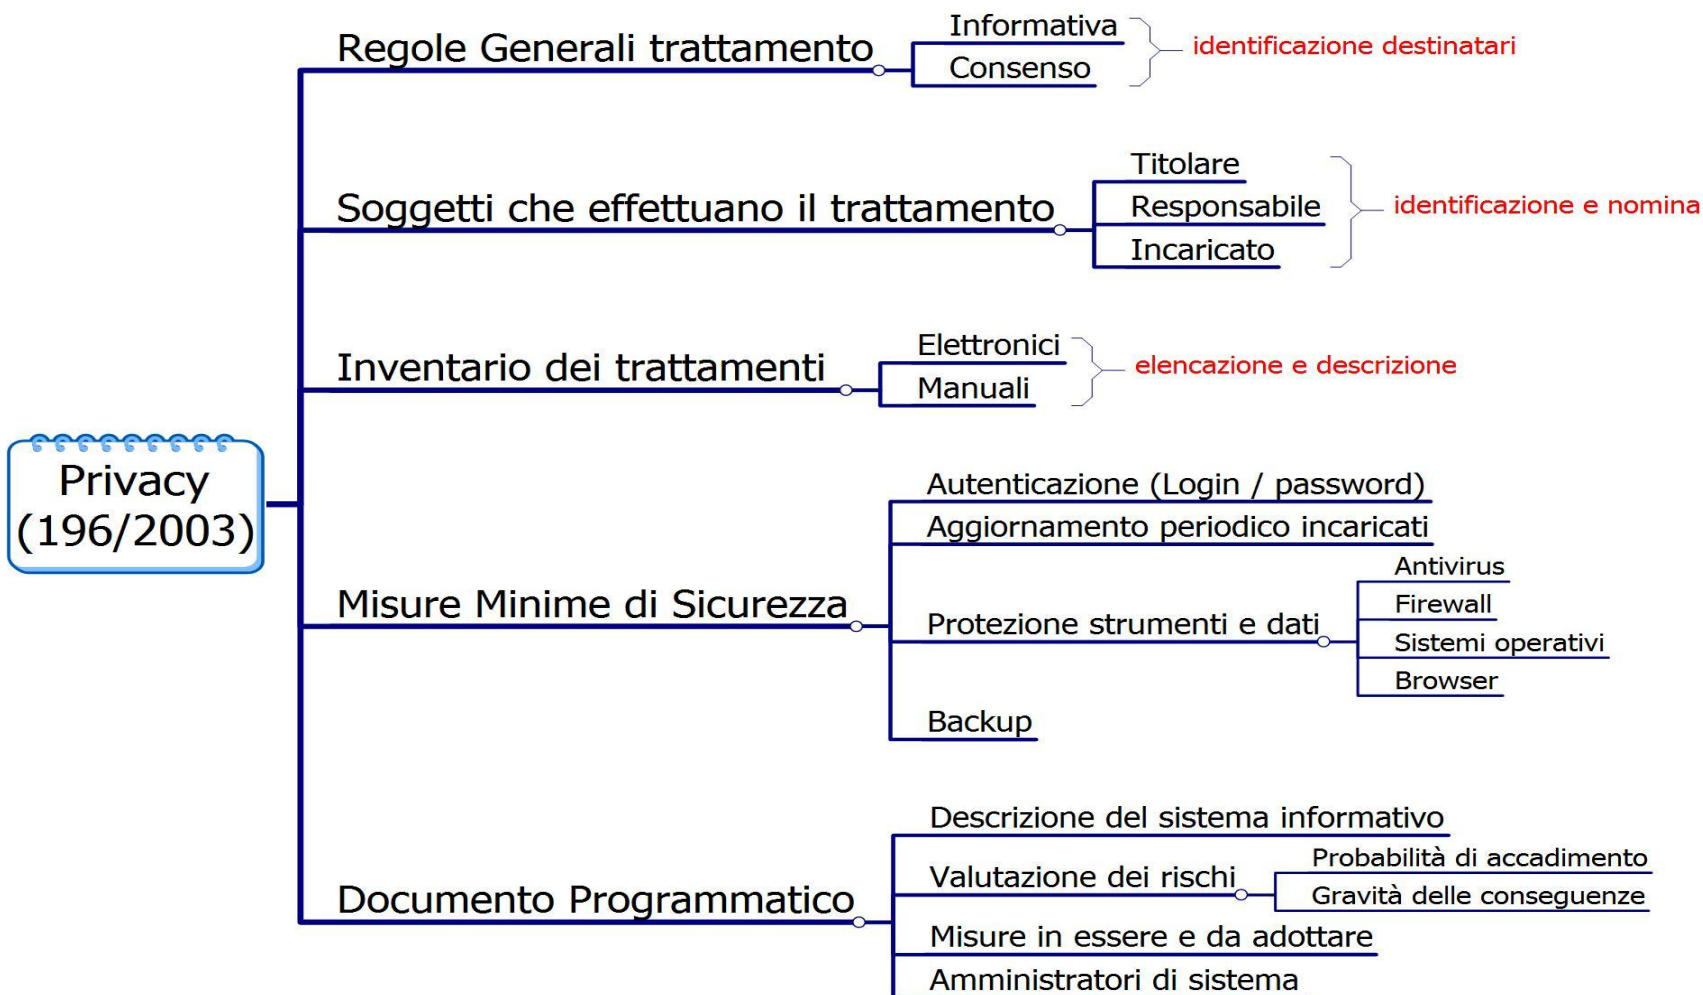 Privacy
(196/2003)
Regole Generali trattamento
Informativa
Consenso
identificazione destinatari
Soggetti che effettuano il trattamento
Titolare
Responsabile
Incaricato
identificazione e nomina
Inventario dei trattamenti
Elettronici
Manuali
elencazione e descrizione
Misure Minime di Sicurezza
Autenticazione (Login / password)
Aggiornamento periodico incaricati
Protezione strumenti e dati
Antivirus
Firewall
Sistemi operativi
Browser
Backup
Documento Programmatico
Descrizione del sistema informativo
Valutazione dei rischi
Probabilità di accadimento
Gravità delle conseguenze
Misure in essere e da adottare
Amministratori di sistema